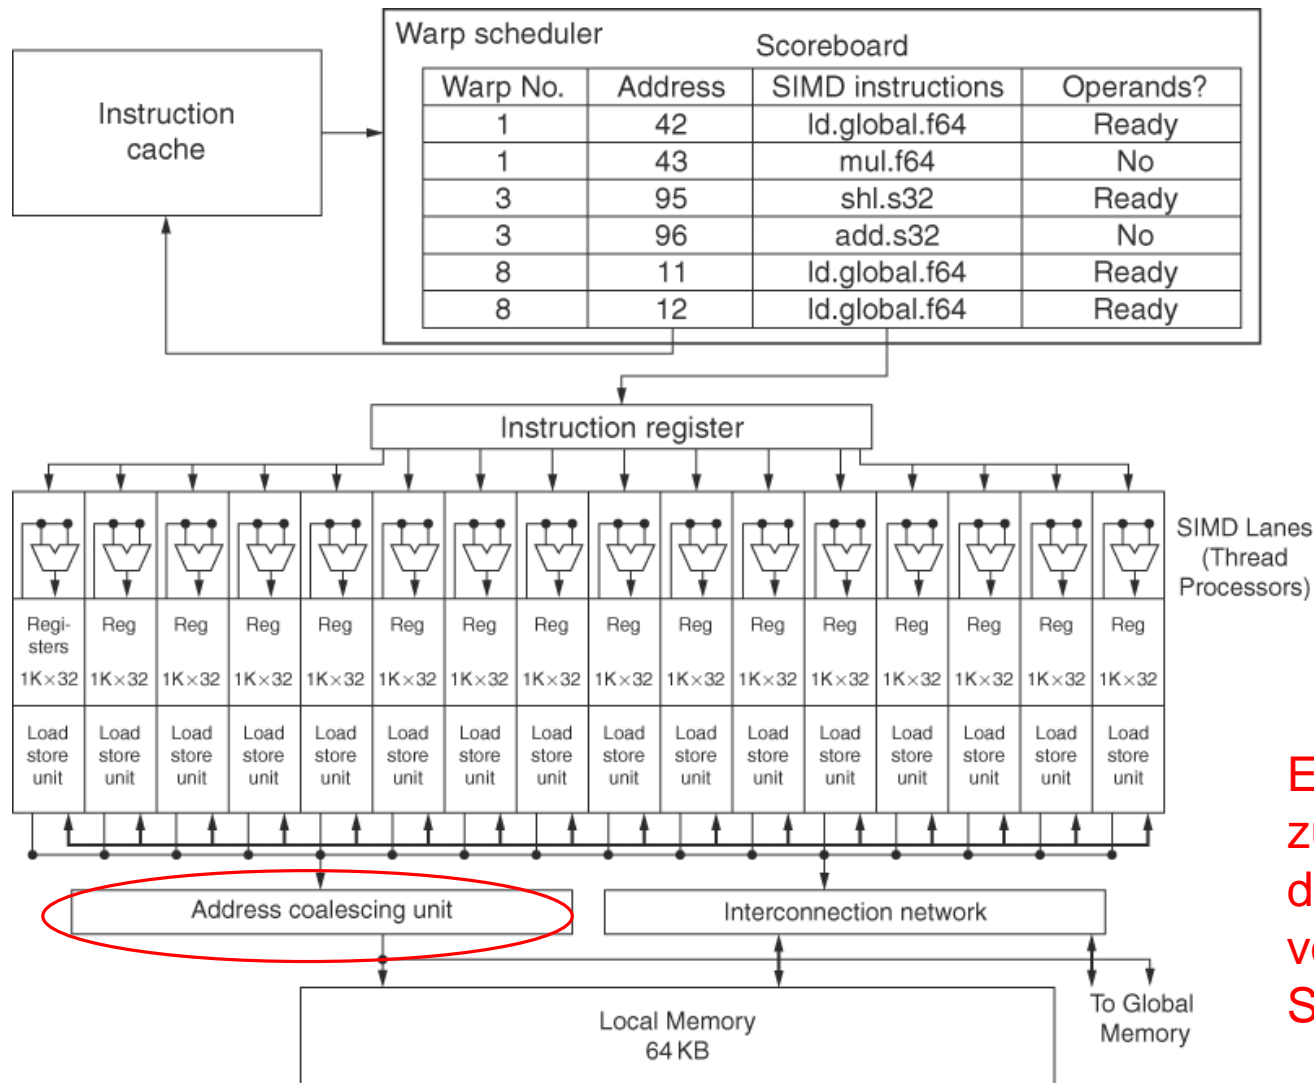 Warp scheduler
Scoreboard
Instruction
cache
Warp No. Address SIMD instructions Operands?
1 42 ld.global.f64 Ready
1 43 mul.f64 No
3 95 shl.s32 Ready
3 96 add.s32 No
8 11 ld.global.f64 Ready
8 12 ld.global.f64 Ready
Instruction register
SIMD Lanes
(Thread
Processors)
Regi-
sters Reg Reg Reg Reg Reg Reg Reg Reg Reg Reg Reg Reg Reg Reg Reg
1K×32 1K×32 1K×32 1K×32 1K×32 1K×32 1K×32 1K×32 1K×32 1K×32 1K×32 1K×32 1K×32 1K×32 1K×32 1K×32
Load Load Load Load Load Load Load Load Load Load Load Load Load Load Load Load
store store store store store store store store store store store store store store store store
unit unit unit unit unit unit unit unit unit unit unit unit unit unit unit unit
Address coalescing unit
Interconnection network
Local Memory
64 KB
To Global
Memory